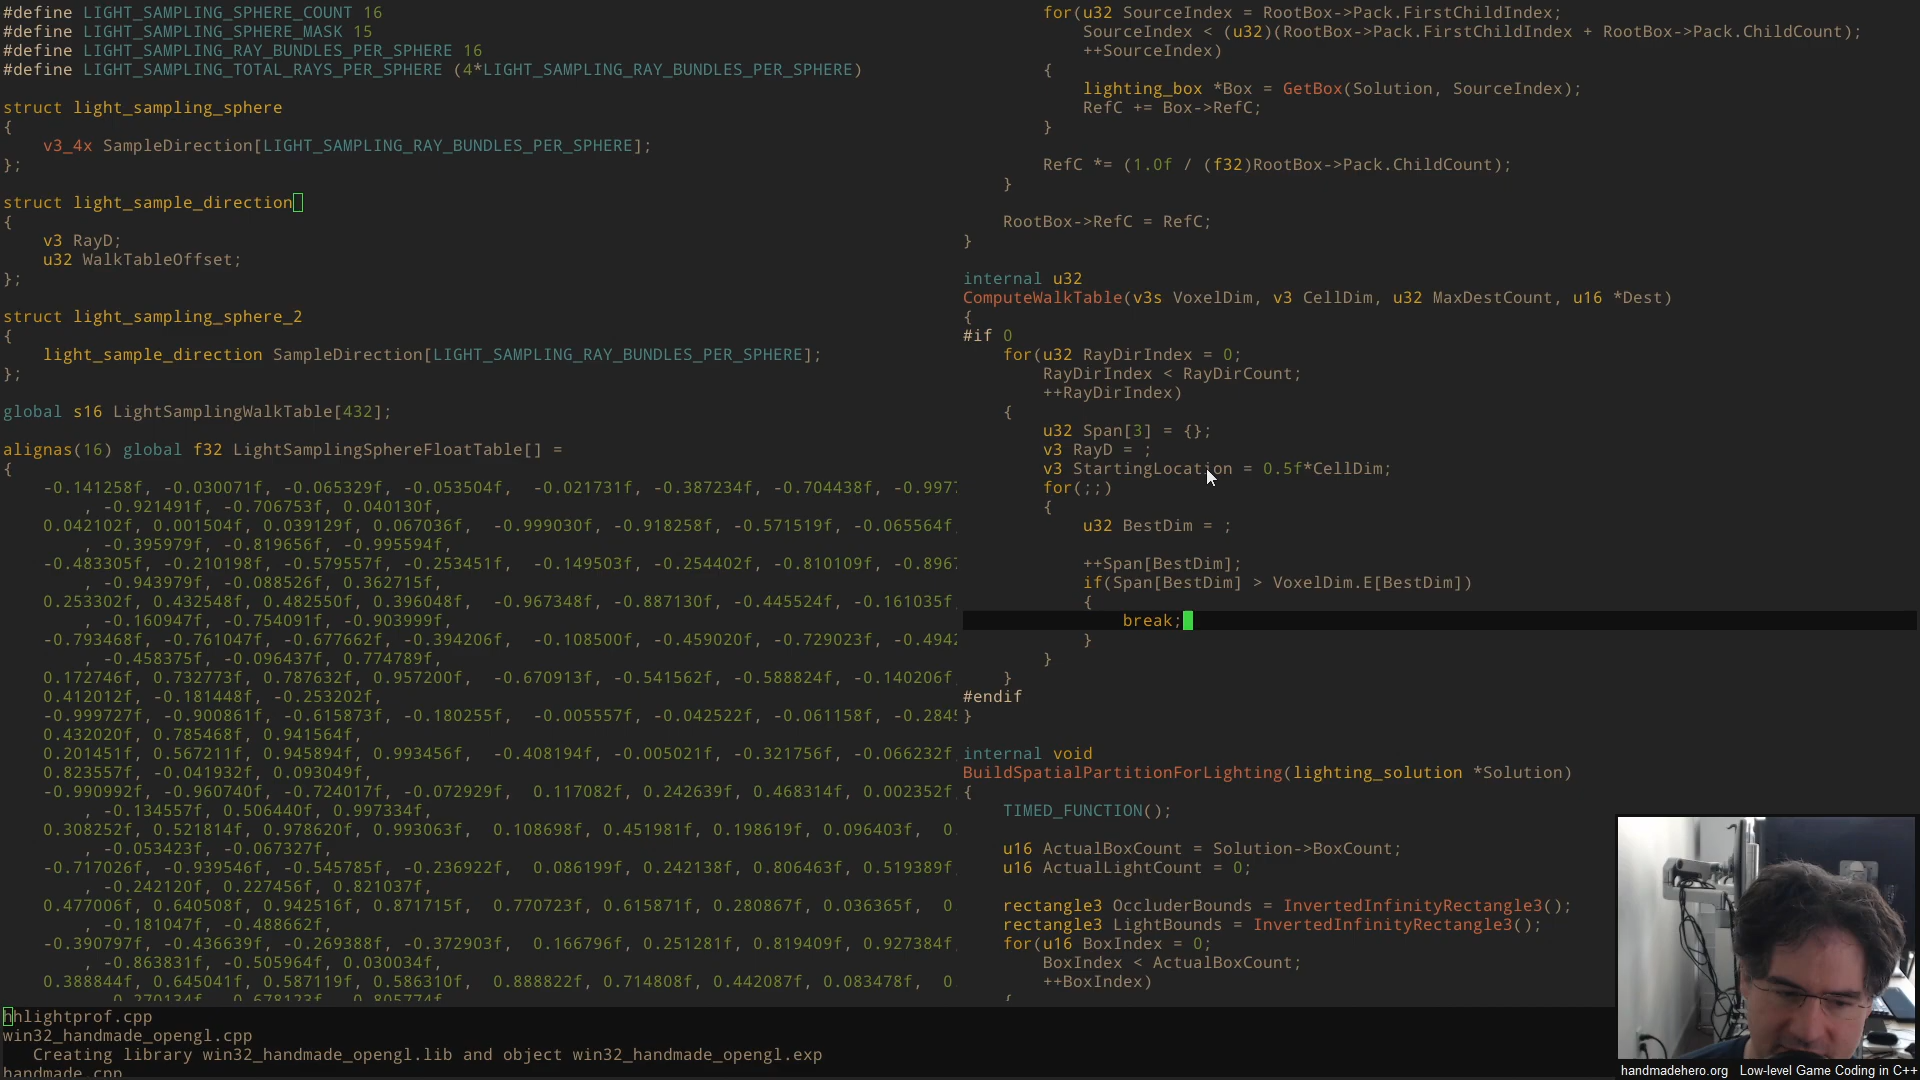 #define LIGHT_SAMPLING_SPHERE_COUNT 16
#define LIGHT_SAMPLING_SPHERE_MASK 15
#define LIGHT_SAMPLING_RAY_BUNDLES_PER_SPHERE 16
#define LIGHT_SAMPLING_TOTAL_RAYS_PER_SPHERE (4*LIGHT_SAMPLING_RAY_BUNDLES_PER_SPHERE)
struct light_sampling_sphere
{
v3_4x SampleDirection[LIGHT_SAMPLING_RAY_BUNDLES_PER_SPHERE];
};
struct light_sample_direction
{
v3 RayD;
u32 WalkTableOffset;
};
struct light_sampling_sphere_2
{
light_sample_direction SampleDirection[LIGHT_SAMPLING_RAY_BUNDLES_PER_SPHERE];
};
global s16 LightSamplingWalkTable[432];
alignas(16) global f32 LightSamplingSphereFloatTable[] =
{
-0.141258f, -0.030071f, -0.065329f, -0.053504f, -0.021731f, -0.387234f, -0.704438f, -0.997
, -0.921491f, -0.706753f, 0.040130f,
0.042102f, 0.001504f, 0.039129f, 0.067036f, -0.999030f, -0.918258f, -0.571519f, -0.065564f,
, -0.395979f, -0.819656f, -0.995594f,
-0.483305f, -0.210198f, -0.579557f, -0.253451f, -0.149503f, -0.254402f, -0.810109f, -0.896
, -0.943979f, -0.088526f, 0.362715f,
0.253302f, 0.432548f, 0.482550f, 0.396048f, -0.967348f, -0.887130f, -0.445524f, -0.161035f,
, -0.160947f, -0.754091f, -0.903999f,
-0.793468f, -0.761047f, -0.677662f, -0.394206f, -0.108500f, -0.459020f, -0.729023f, -0.494
, -0.458375f, -0.096437f, 0.774789f,
0.172746f, 0.732773f, 0.787632f, 0.957200f, -0.670913f, -0.541562f, -0.588824f, -0.140206f,
0.412012f, -0.181448f, -0.253202f,
-0.999727f, -0.900861f, -0.615873f, -0.180255f, -0.005557f, -0.042522f, -0.061158f, -0.284
0.432020f, 0.785468f, 0.941564f,
0.201451f, 0.567211f, 0.945894f, 0.993456f, -0.408194f, -0.005021f, -0.321756f, -0.066232f,
0.823557f, -0.041932f, 0.093049f,
-0.990992f, -0.960740f, -0.724017f, -0.072929f, 0.117082f, 0.242639f, 0.468314f, 0.002352f,
, -0.134557f, 0.506440f, 0.997334f,
0.308252f, 0.521814f, 0.978620f, 0.993063f, 0.108698f, 0.451981f, 0.198619f, 0.096403f, 0.
, -0.053423f, -0.067327f,
-0.717026f, -0.939546f, -0.545785f, -0.236922f, 0.086199f, 0.242138f, 0.806463f, 0.519389f,
, -0.242120f, 0.227456f, 0.821037f,
0.477006f, 0.640508f, 0.942516f, 0.871715f, 0.770723f, 0.615871f, 0.280867f, 0.036365f, 0
, -0.181047f, -0.488662f,
-0.390797f, -0.436639f, -0.269388f, -0.372903f, 0.166796f, 0.251281f, 0.819409f, 0.927384f,
, -0.863831f, -0.505964f, 0.030034f,
0.388844f, 0.645041f, 0.587119f, 0.586310f, 0.888822f, 0.714808f, 0.442087f, 0.083478f, 0.
hhlightprof.cpp
win32_handmade_opengl.cpp
Creating library win32_handmade_opengl.lib and object win32_handmade_opengl.exp
handmade.cpp
for(u32 SourceIndex = RootBox->Pack.FirstChildIndex;
SourceIndex < (u32)(RootBox->Pack.FirstChildIndex + RootBox->Pack.ChildCount);
++SourceIndex)
{
lighting_box *Box = GetBox(Solution, SourceIndex);
RefC += Box->RefC;
}
RefC *= (1.0f / (f32)RootBox->Pack.ChildCount);
}
RootBox->RefC = RefC;
}
internal u32
ComputeWalkTable(v3s VoxelDim, v3 CellDim, u32 MaxDestCount, u16 *Dest)
{
#if 0
for(u32 RayDirIndex = 0;
RayDirIndex < RayDirCount;
++RayDirIndex)
{
u32 Span[3] = {};
v3 RayD = ;
v3 StartingLocation = 0.5f*CellDim;
for(;;)
{
u32 BestDim = ;
++Span[BestDim];
if(Span[BestDim] > VoxelDim.E[BestDim])
{
break;
}
}
}
#endif
}
internal void
BuildSpatialPartitionForLighting(lighting_solution *Solution)
{
TIMED_FUNCTION();
u16 ActualBoxCount = Solution->BoxCount;
u16 ActualLightCount = 0;
rectangle3 OccluderBounds = InvertedInfinityRectangle3();
rectangle3 LightBounds = InvertedInfinityRectangle3();
for(u16 BoxIndex = 0;
BoxIndex < ActualBoxCount;
++BoxIndex)
{
handmadehero.org Low-level Game Coding in C++